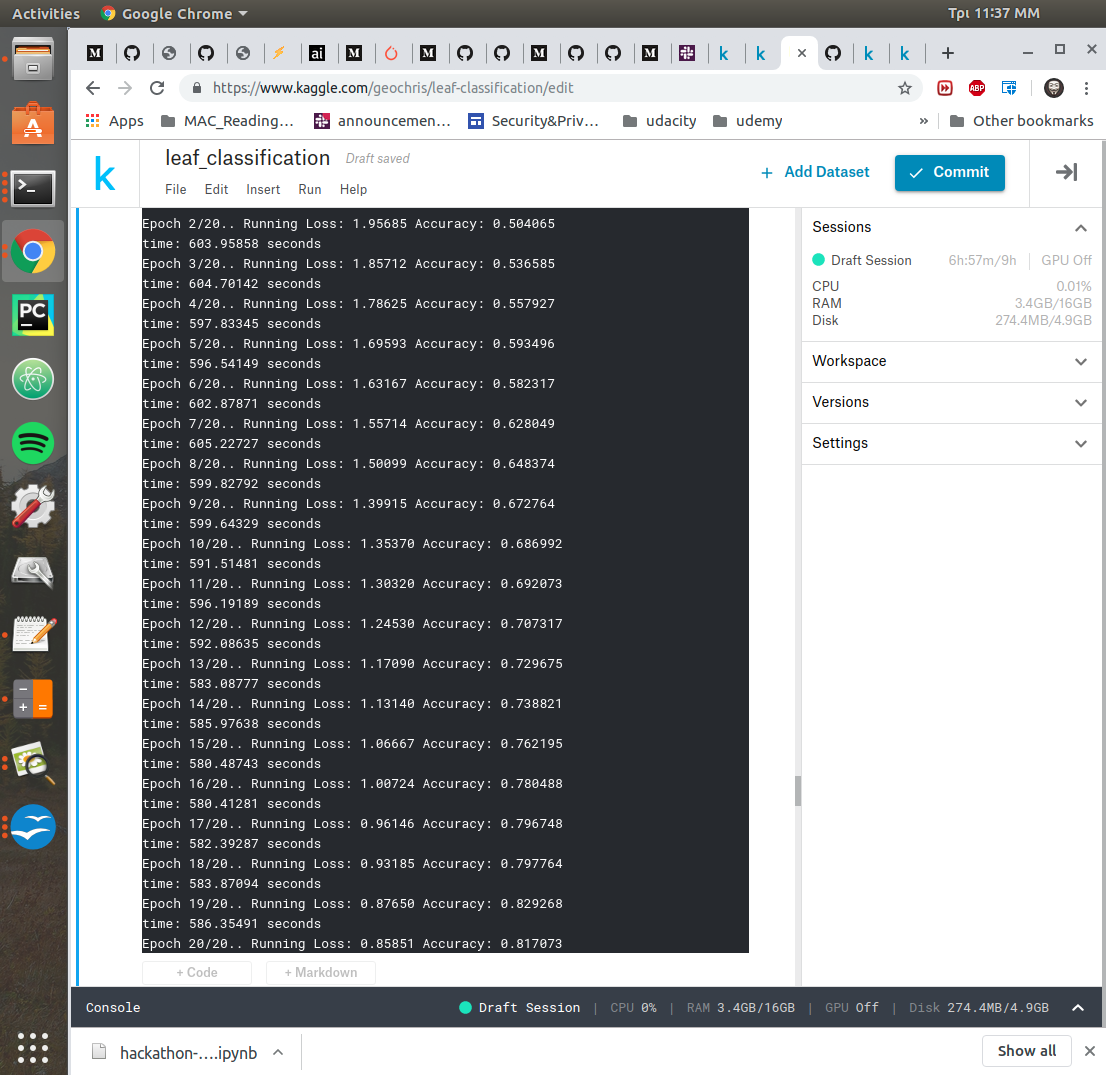 Activities Google Chrome Τρι 11:37 ΜΜ
M M ai M M M M k k k k
https://www.kaggle.com/geochris/leaf-classification/edit ABP
Apps MAC_Reading... announcemen... Security&Priv... udacity udemy » Other bookmarks
k leaf_classification Draft saved
File Edit Insert Run Help
+ Add Dataset Commit
Epoch 2/20.. Running Loss: 1.95685 Accuracy: 0.504065
time: 603.95858 seconds
Epoch 3/20.. Running Loss: 1.85712 Accuracy: 0.536585
time: 604.70142 seconds
Epoch 4/20.. Running Loss: 1.78625 Accuracy: 0.557927
time: 597.83345 seconds
Epoch 5/20.. Running Loss: 1.69593 Accuracy: 0.593496
time: 596.54149 seconds
Epoch 6/20.. Running Loss: 1.63167 Accuracy: 0.582317
time: 602.87871 seconds
Epoch 7/20.. Running Loss: 1.55714 Accuracy: 0.628049
time: 605.22727 seconds
Epoch 8/20.. Running Loss: 1.50099 Accuracy: 0.648374
time: 599.82792 seconds
Epoch 9/20.. Running Loss: 1.39915 Accuracy: 0.672764
time: 599.64329 seconds
Epoch 10/20.. Running Loss: 1.35370 Accuracy: 0.686992
time: 591.51481 seconds
Epoch 11/20.. Running Loss: 1.30320 Accuracy: 0.692073
time: 596.19189 seconds
Epoch 12/20.. Running Loss: 1.24530 Accuracy: 0.707317
time: 592.08635 seconds
Epoch 13/20.. Running Loss: 1.17090 Accuracy: 0.729675
time: 583.08777 seconds
Epoch 14/20.. Running Loss: 1.13140 Accuracy: 0.738821
time: 585.97638 seconds
Epoch 15/20.. Running Loss: 1.06667 Accuracy: 0.762195
time: 580.48743 seconds
Epoch 16/20.. Running Loss: 1.00724 Accuracy: 0.780488
time: 580.41281 seconds
Epoch 17/20.. Running Loss: 0.96146 Accuracy: 0.796748
time: 582.39287 seconds
Epoch 18/20.. Running Loss: 0.93185 Accuracy: 0.797764
time: 583.87094 seconds
Epoch 19/20.. Running Loss: 0.87650 Accuracy: 0.829268
time: 586.35491 seconds
Epoch 20/20.. Running Loss: 0.85851 Accuracy: 0.817073
+ Code + Markdown
Sessions
Draft Session 6h:57m/9h GPU Off
CPU 0.01%
RAM 3.4GB/16GB
Disk 274.4MB/4.9GB
Workspace
Versions
Settings
PC
Console Draft Session | CPU 0% | RAM 3.4GB/16GB | GPU Off | Disk 274.4MB/4.9GB
hackathon-....ipynb Show all